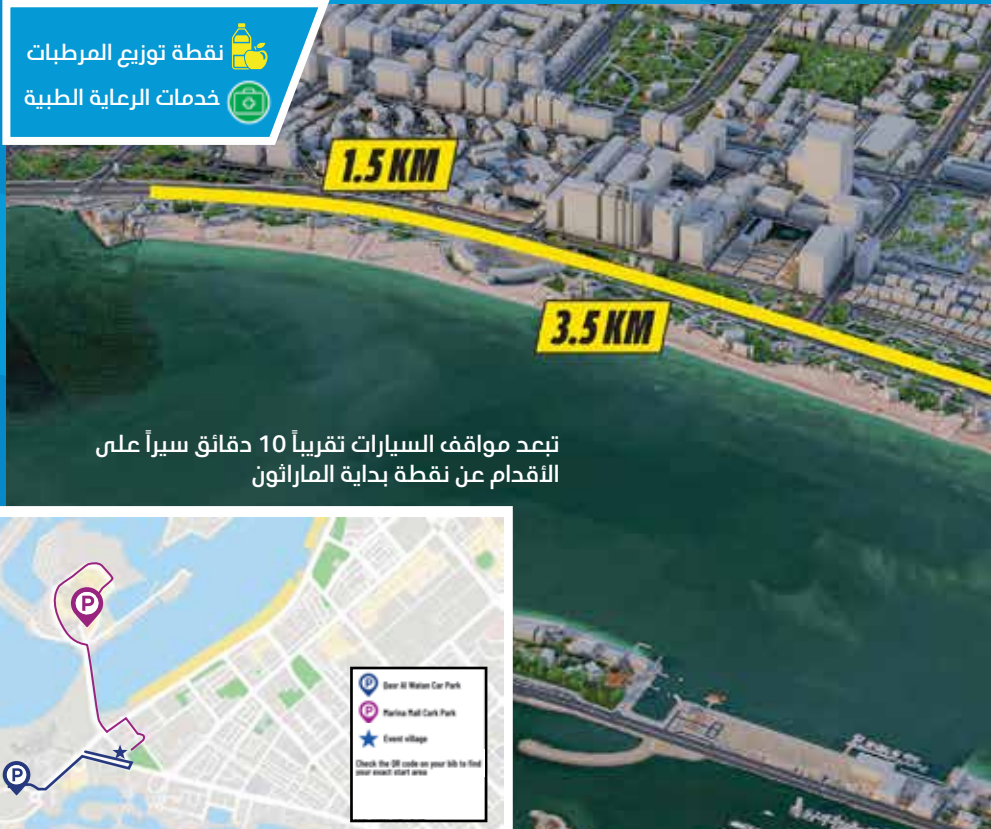 نقطة توزيع المرطبات
خدمات الرعاية الطبية
1.5 KM
3.5 KM
تبعد مواقف السيارات تقريباً 10 دقائق سيراً على
الأقدام عن نقطة بداية الماراثون
P
P
P Qasr Al Watan Car Park
P Marina Mall Cark Park
Event village
Check the QR code on your bib to find
your exact start area